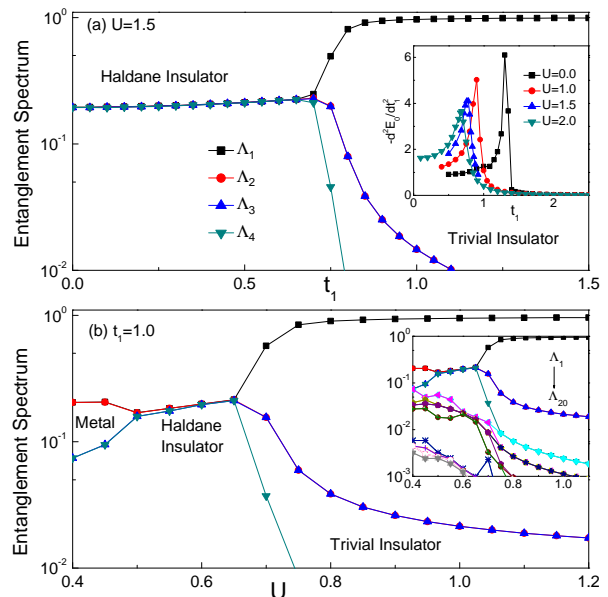 (a) U=1.5
Haldane Insulator
Λ₁
Λ₂
Λ₃
Λ₄
Entanglement Spectrum
10⁰
10⁻¹
10⁻²
0.0 0.5 1.0 1.5
t₁
Trivial Insulator
U=0.0
U=1.0
U=1.5
U=2.0
-d²E₀/dt₁²
6
4
2
0
0 1 2
t₁
(b) t₁=1.0
Metal
Haldane
Insulator
Trivial Insulator
Entanglement Spectrum
10⁰
10⁻¹
10⁻²
0.4 0.6 0.8 1.0 1.2
U
Λ₁
Λ₂₀
10⁰
10⁻¹
10⁻²
10⁻³
0.4 0.6 0.8 1.0